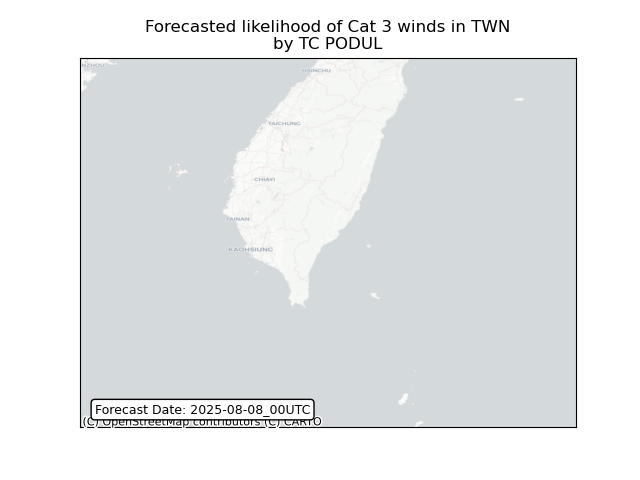 Forecasted likelihood of Cat 3 winds in TWN
by TC PODUL
HSINCHU
TAICHUNG
CHIAYI
TAINAN
KAOHSIUNG
Forecast Date: 2025-08-08_00UTC
(C) OpenStreetMap contributors (C) CARTO